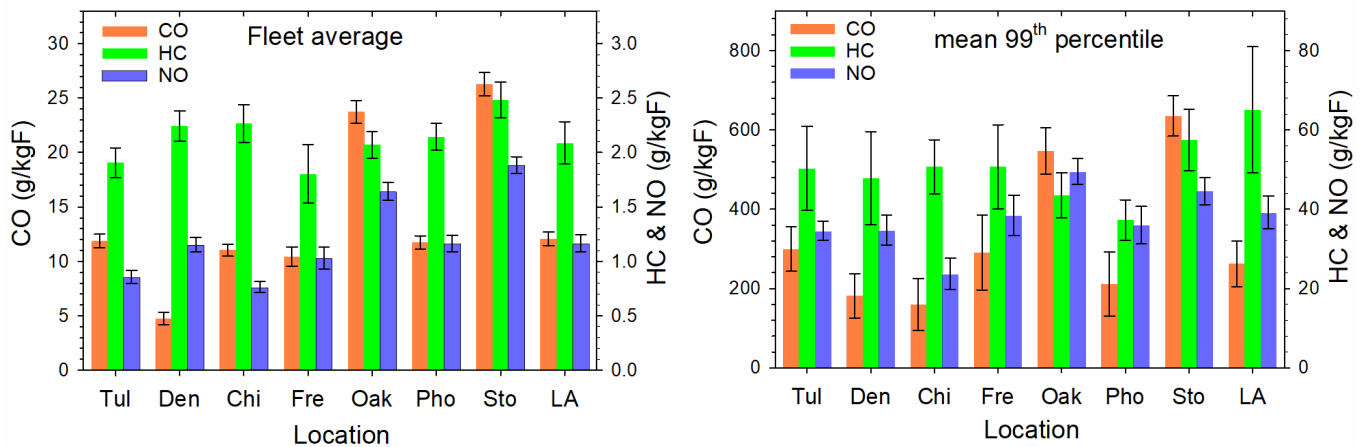 Fleet average
CO
HC
NO
CO (g/kgF)
30
25
20
15
10
5
0
HC & NO (g/kgF)
3.0
2.5
2.0
1.5
1.0
0.5
0.0
Tul Den Chi Fre Oak Pho Sto LA
Location
mean 99th percentile
CO
HC
NO
CO (g/kgF)
800
600
400
200
0
HC & NO (g/kgF)
80
60
40
20
0
Tul Den Chi Fre Oak Pho Sto LA
Location